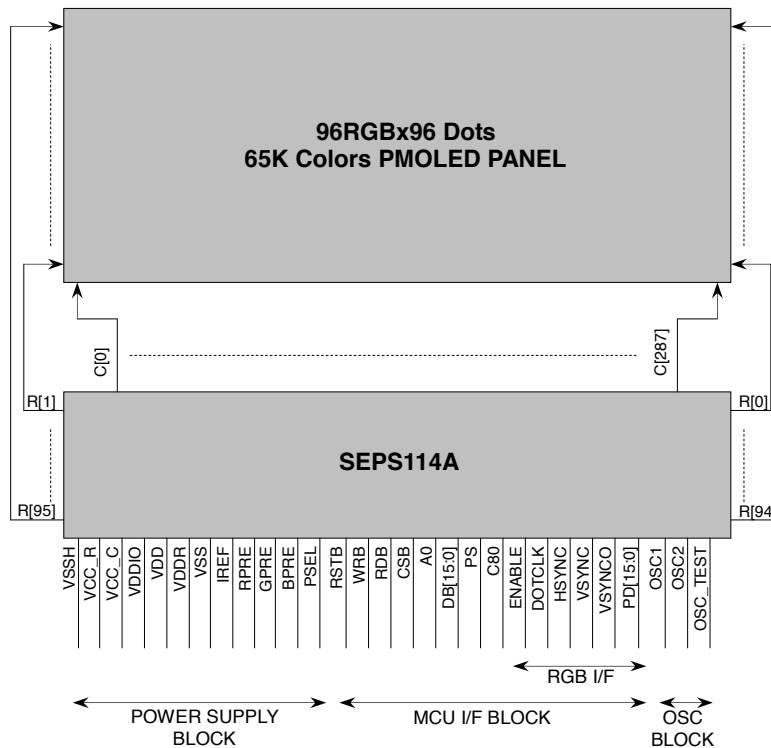 96RGBx96 Dots
65K Colors PMOLED PANEL
C[0]
C[287]
R[1]
R[0]
SEPS114A
R[95]
R[94
VSSH
VCC_R
VCC_C
VDDIO
VDD
VDDR
VSS
IREF
RPRE
GPRE
BPRE
PSEL
RSTB
WRB
RDB
CSB
A0
DB[15:0]
PS
C80
ENABLE
DOTCLK
HSYNC
VSYNC
VSYNCO
PD[15:0]
OSC1
OSC2
OSC_TEST
RGB I/F
POWER SUPPLY
BLOCK
MCU I/F BLOCK
OSC
BLOCK